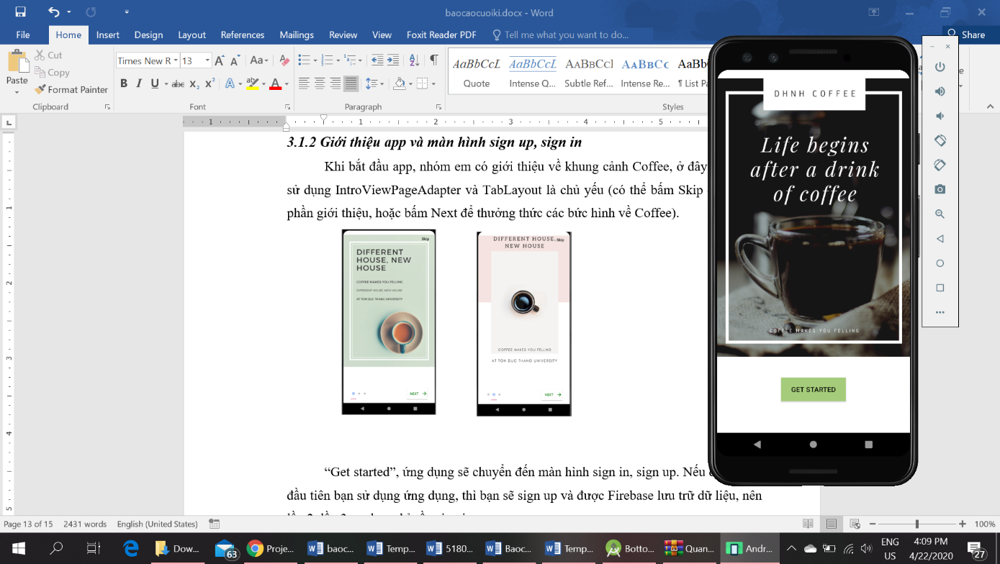 baocaocuoiki.docx - Word
File Home Insert Design Layout References Mailings Review View Foxit Reader PDF Tell me what you want to do... Share
Paste
Cut
Copy
Format Painter
Clipboard
Times New R 13
Font
Paragraph
AaBbCcL AaBbCcL AaBbCcI AaBbCc AaBb
Quote Intense Q... Subtle Ref... Intense Re... ¶ List Pa
Styles
3.1.2 Giới thiệu app và màn hình sign up, sign in
Khi bắt đầu app, nhóm em có giới thiệu về khung cảnh Coffee, ở đây
sử dụng IntroViewPageAdapter và TabLayout là chủ yếu (có thể bấm Skip
phần giới thiệu, hoặc bấm Next để thưởng thức các bức hình về Coffee).
Skip
DIFFERENT
HOUSE, NEW
HOUSE
COFFEE MAKES YOU FELLING
DIFFERENT HOUSE, NEW HOUSE
AT TON DUC THANG UNIVERSITY
NEXT
DIFFERENT HOUSE, Skip
NEW HOUSE
COFFEE MAKES YOU FELLING
AT TON DUC THANG UNIVERSITY
NEXT
DHNH COFFEE
Life begins
after a drink
of coffee
COFFEE MAKES YOU FELLING
GET STARTED
“Get started”, ứng dụng sẽ chuyển đến màn hình sign in, sign up. Nếu
đầu tiên bạn sử dụng ứng dụng, thì bạn sẽ sign up và được Firebase lưu trữ dữ liệu, nên
Page 13 of 15 2431 words English (United States) 100%
63 Proje... baoc... Temp... 5180... Baoc... Temp... Botto... Quan... Andr...
Dow...
ENG
US
4:09 PM
4/22/2020
27